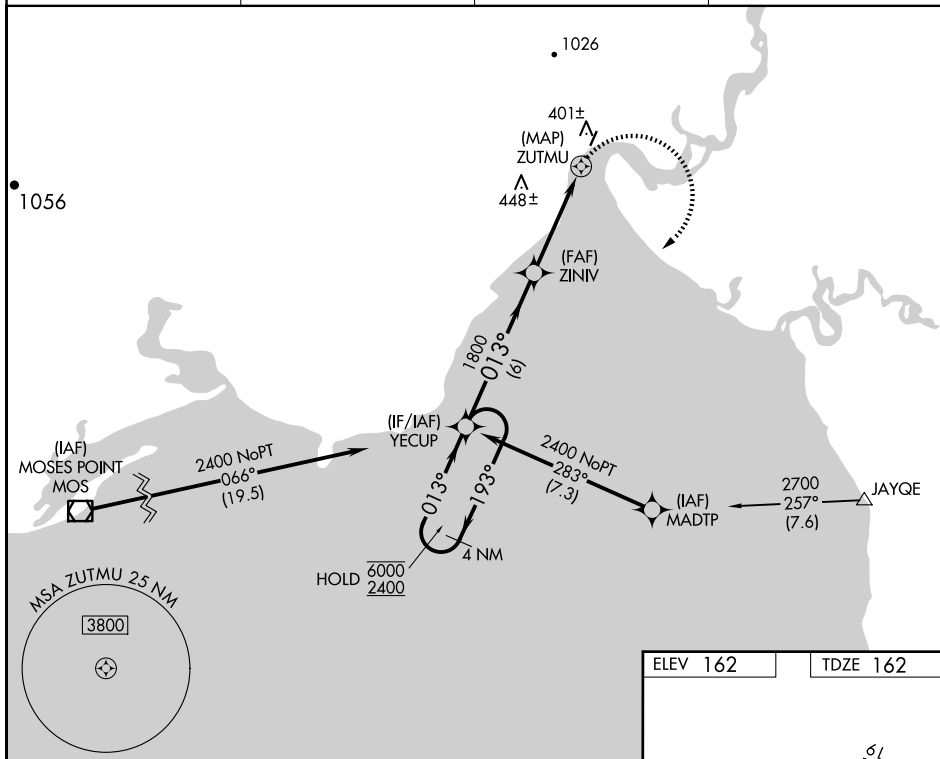 1026
401±
(MAP)
ZUTMU
448±
1056
(FAF)
ZINIV
1800
013°
(6)
(IF/IAF)
YECUP
(IAF)
MOSES POINT
MOS
2400 NoPT
066°
(19.5)
2400 NoPT
283°
(7.3)
2700
257°
(7.6)
JAYQE
(IAF)
MADTP
013°
193°
4 NM
HOLD 6000
2400
MSA ZUTMU 25 NM
3800
ELEV 162
TDZE 162
19